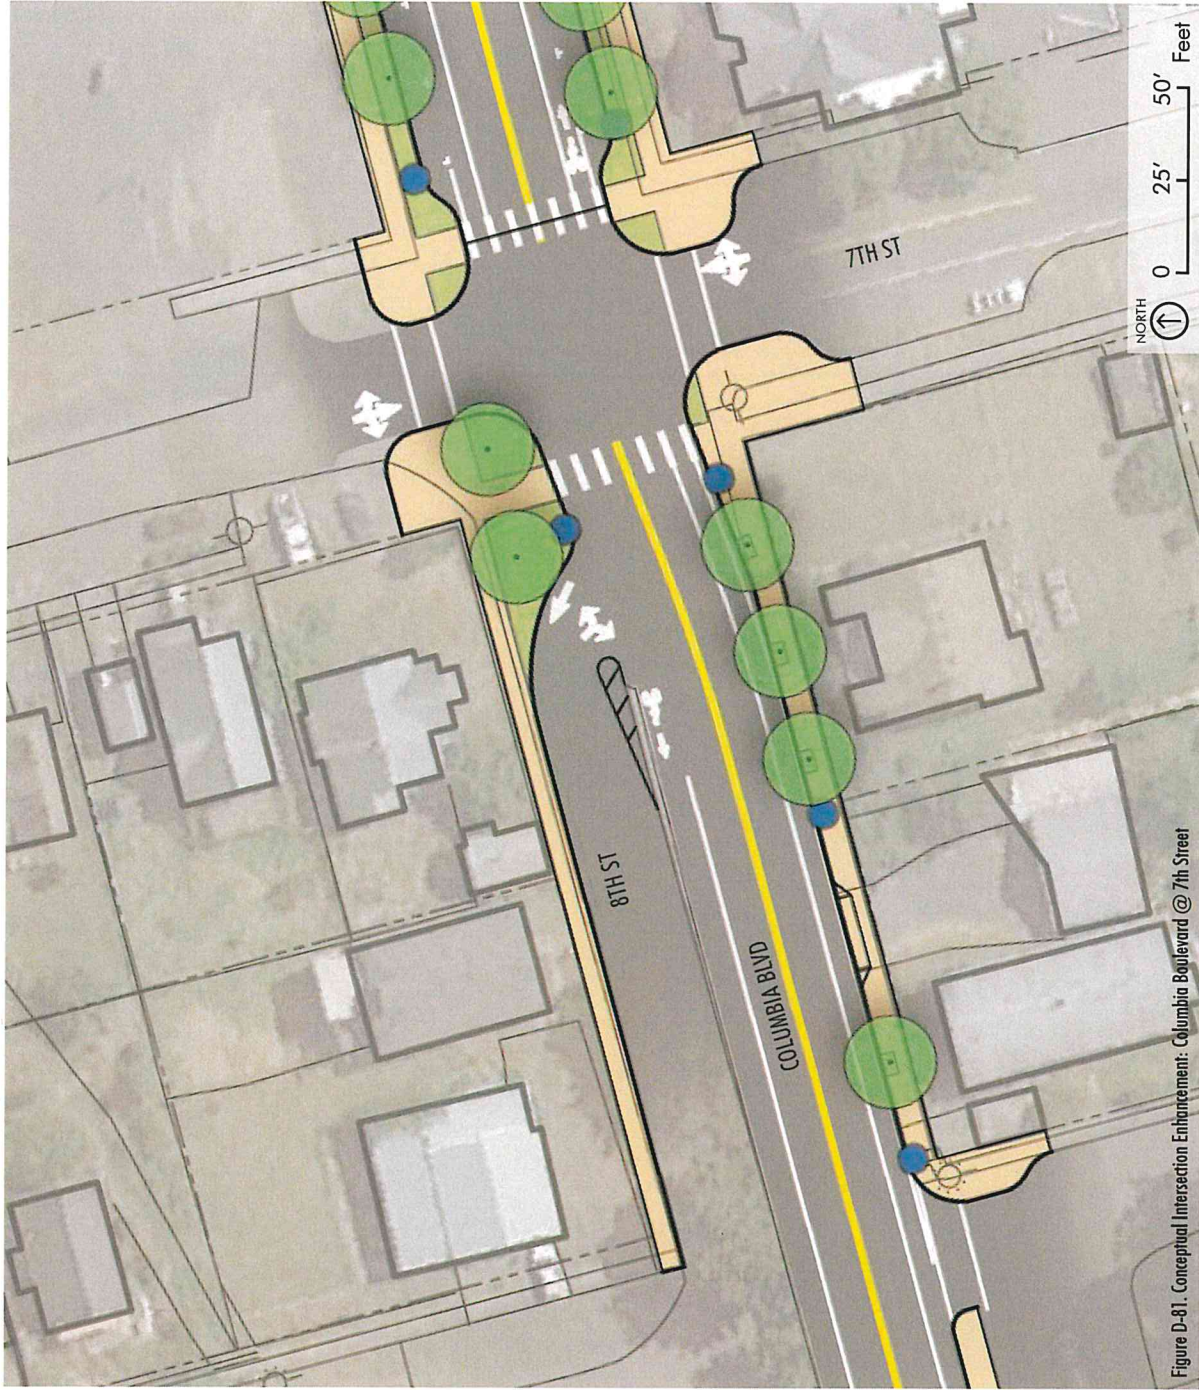 7TH ST
8TH ST
COLUMBIA BLVD
NORTH
0 25' 50' Feet
Figure D-81. Conceptual Intersection Enhancement: Columbia Boulevard @ 7th Street